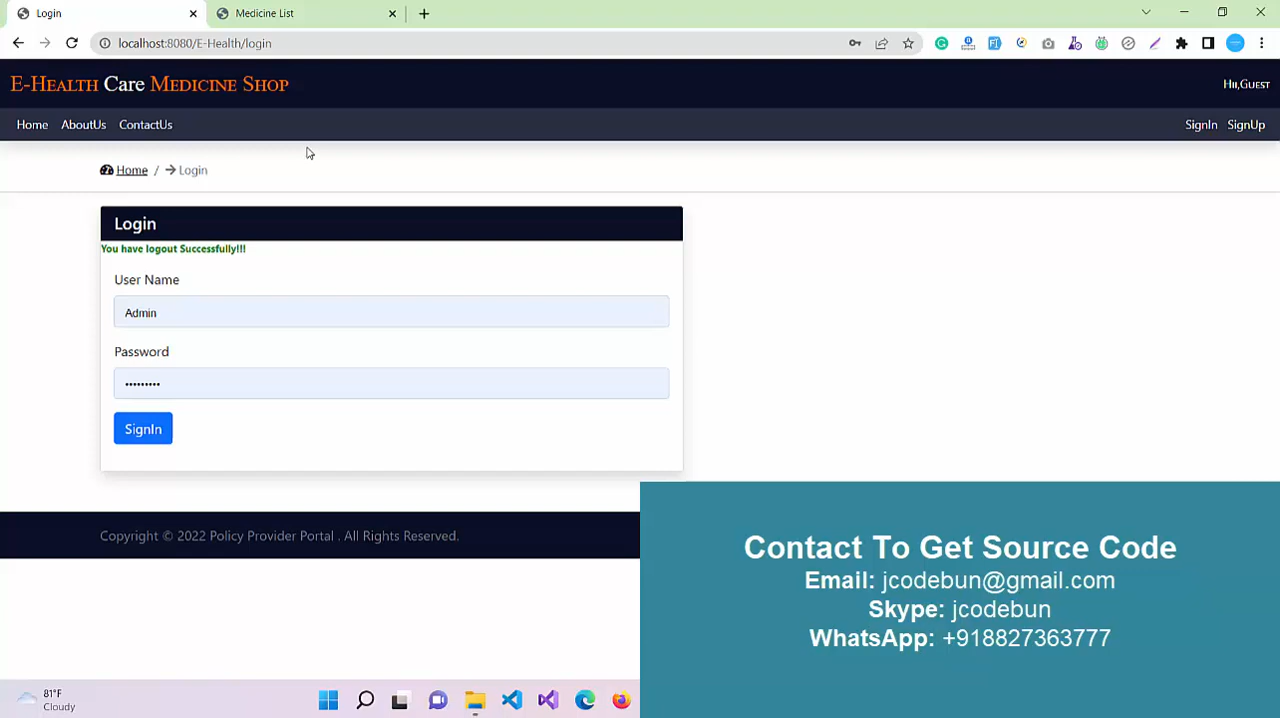 Login
Medicine List
localhost:8080/E-Health/login
E-Health Care Medicine Shop
Hii,Guest
Home AboutUs ContactUs
SignIn SignUp
Home / Login
Login
You have logout Successfully!!!
User Name
Admin
Password
•••••••••
SignIn
Copyright © 2022 Policy Provider Portal . All Rights Reserved.
Contact To Get Source Code
Email: jcodebun@gmail.com
Skype: jcodebun
WhatsApp: +918827363777
81°F
Cloudy